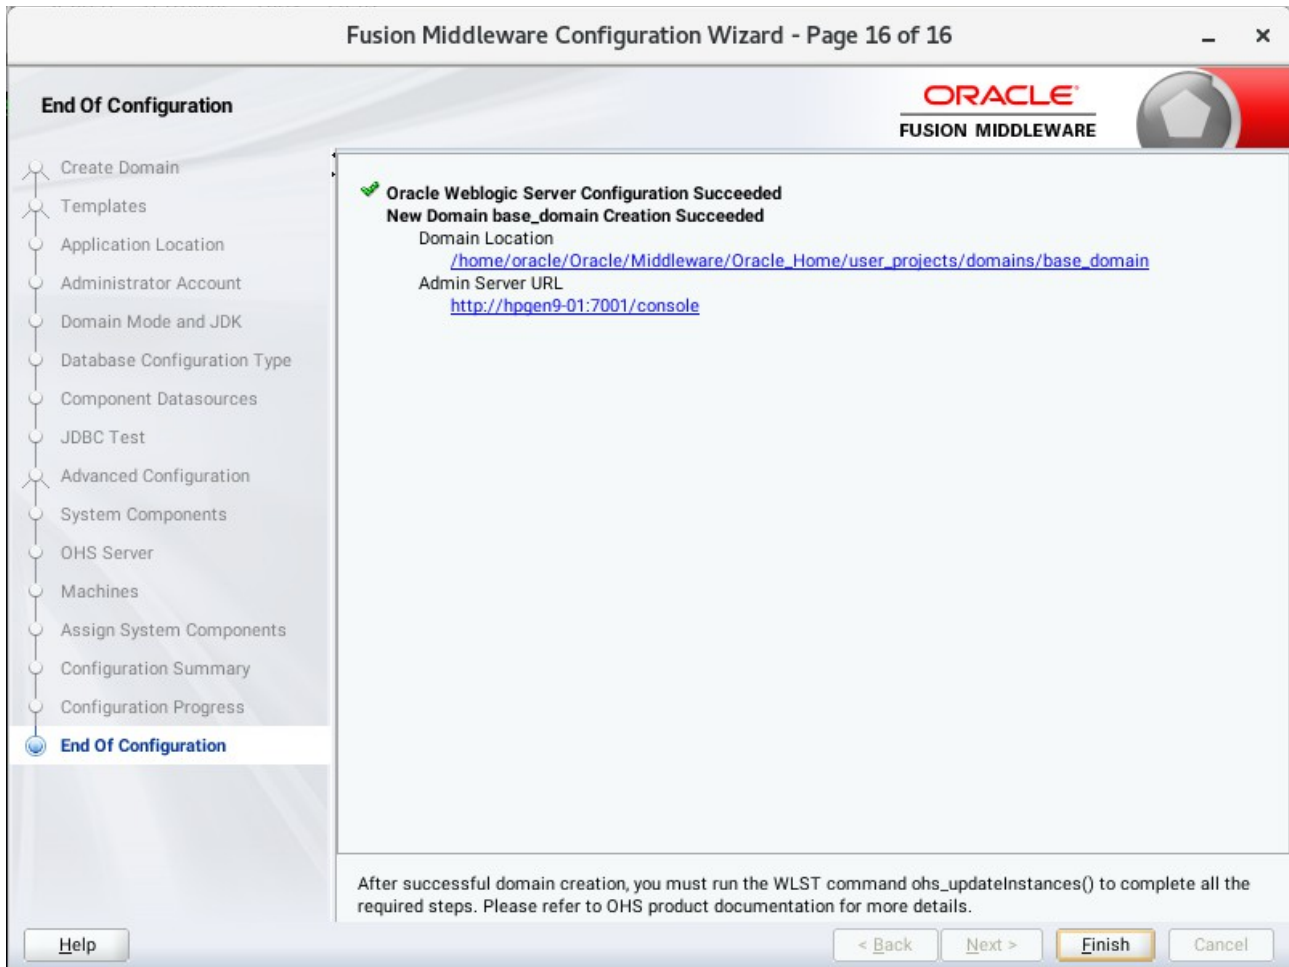 Fusion Middleware Configuration Wizard - Page 16 of 16
End Of Configuration
ORACLE
FUSION MIDDLEWARE
Create Domain
Templates
Application Location
Administrator Account
Domain Mode and JDK
Database Configuration Type
Component Datasources
JDBC Test
Advanced Configuration
System Components
OHS Server
Machines
Assign System Components
Configuration Summary
Configuration Progress
End Of Configuration
Oracle Weblogic Server Configuration Succeeded
New Domain base_domain Creation Succeeded
Domain Location
/home/oracle/Oracle/Middleware/Oracle_Home/user_projects/domains/base_domain
Admin Server URL
http://hpgen9-01:7001/console
After successful domain creation, you must run the WLST command ohs_updateInstances() to complete all the
required steps. Please refer to OHS product documentation for more details.
Help
< Back
Next >
Finish
Cancel